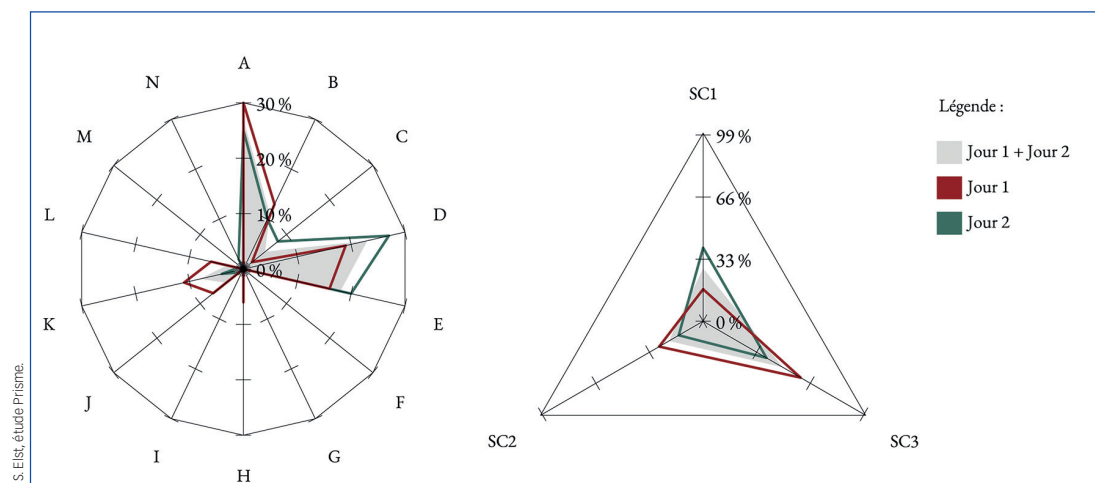 A
N
B
M
C
L
D
K
E
J
F
I
G
H
30 %
20 %
10 %
0 %
SC1
99 %
66 %
33 %
0 %
SC2
SC3
Légende :
Jour 1 + Jour 2
Jour 1
Jour 2
S. Elst, étude Prisme.